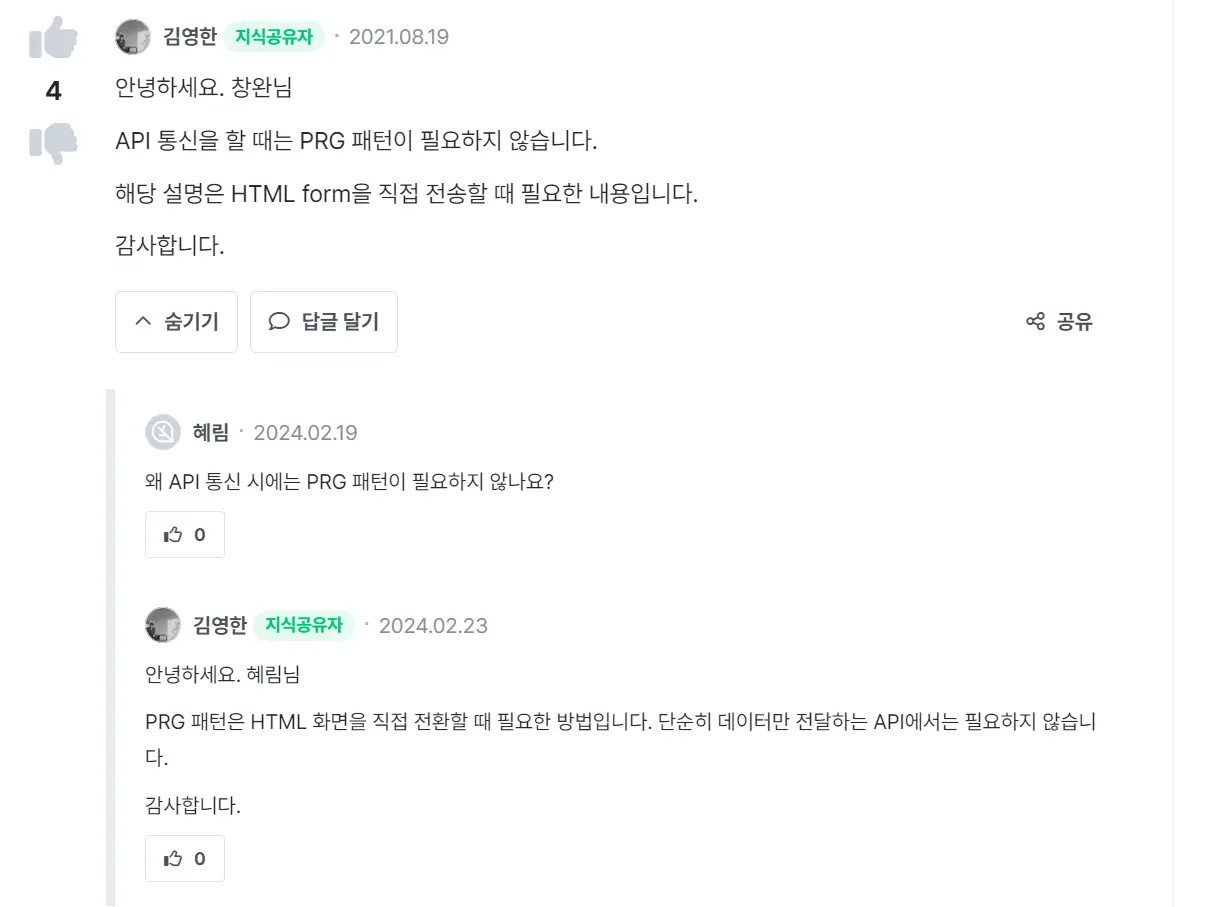 김영한 지식공유자 · 2021.08.19
4
안녕하세요. 창완님
API 통신을 할 때는 PRG 패턴이 필요하지 않습니다.
해당 설명은 HTML form을 직접 전송할 때 필요한 내용입니다.
감사합니다.
숨기기 답글 달기 공유
혜림 · 2024.02.19
왜 API 통신 시에는 PRG 패턴이 필요하지 않나요?
0
김영한 지식공유자 · 2024.02.23
안녕하세요. 혜림님
PRG 패턴은 HTML 화면을 직접 전환할 때 필요한 방법입니다. 단순히 데이터만 전달하는 API에서는 필요하지 않습니
다.
감사합니다.
0